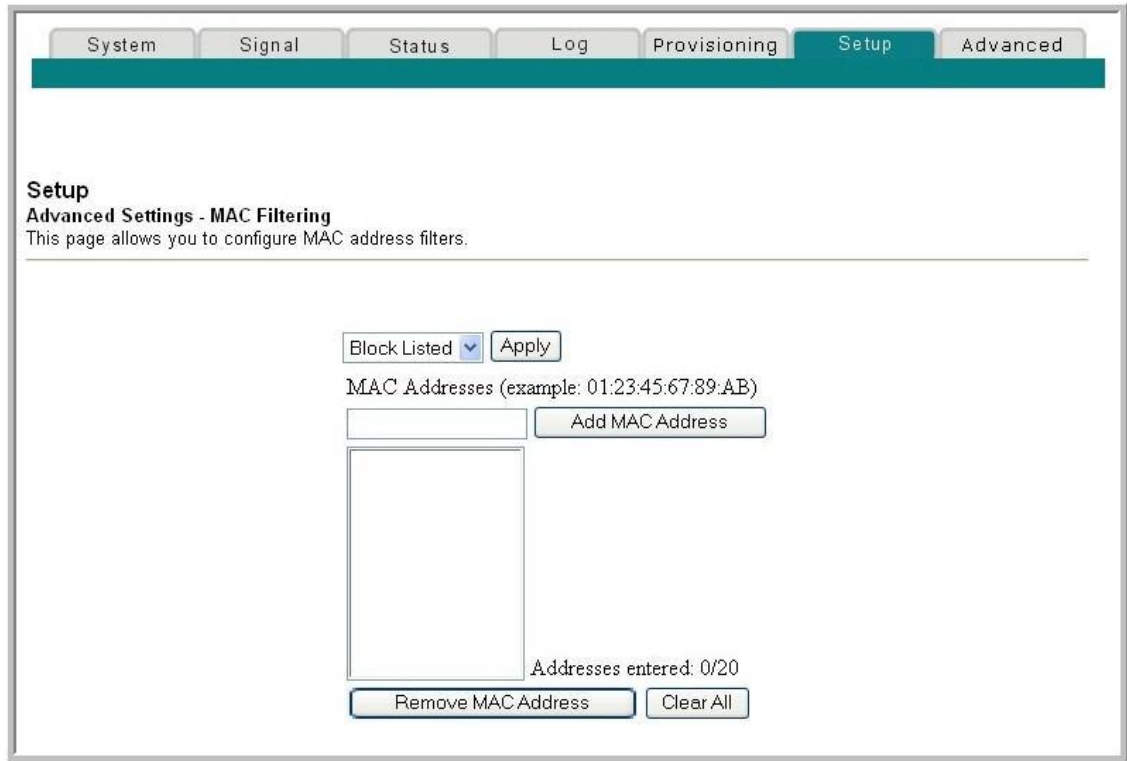 System Signal Status Log Provisioning Setup Advanced
Setup
Advanced Settings - MAC Filtering
This page allows you to configure MAC address filters.
Block Listed Apply
MAC Addresses (example: 01:23:45:67:89:AB)
Add MAC Address
Addresses entered: 0/20
Remove MAC Address Clear All